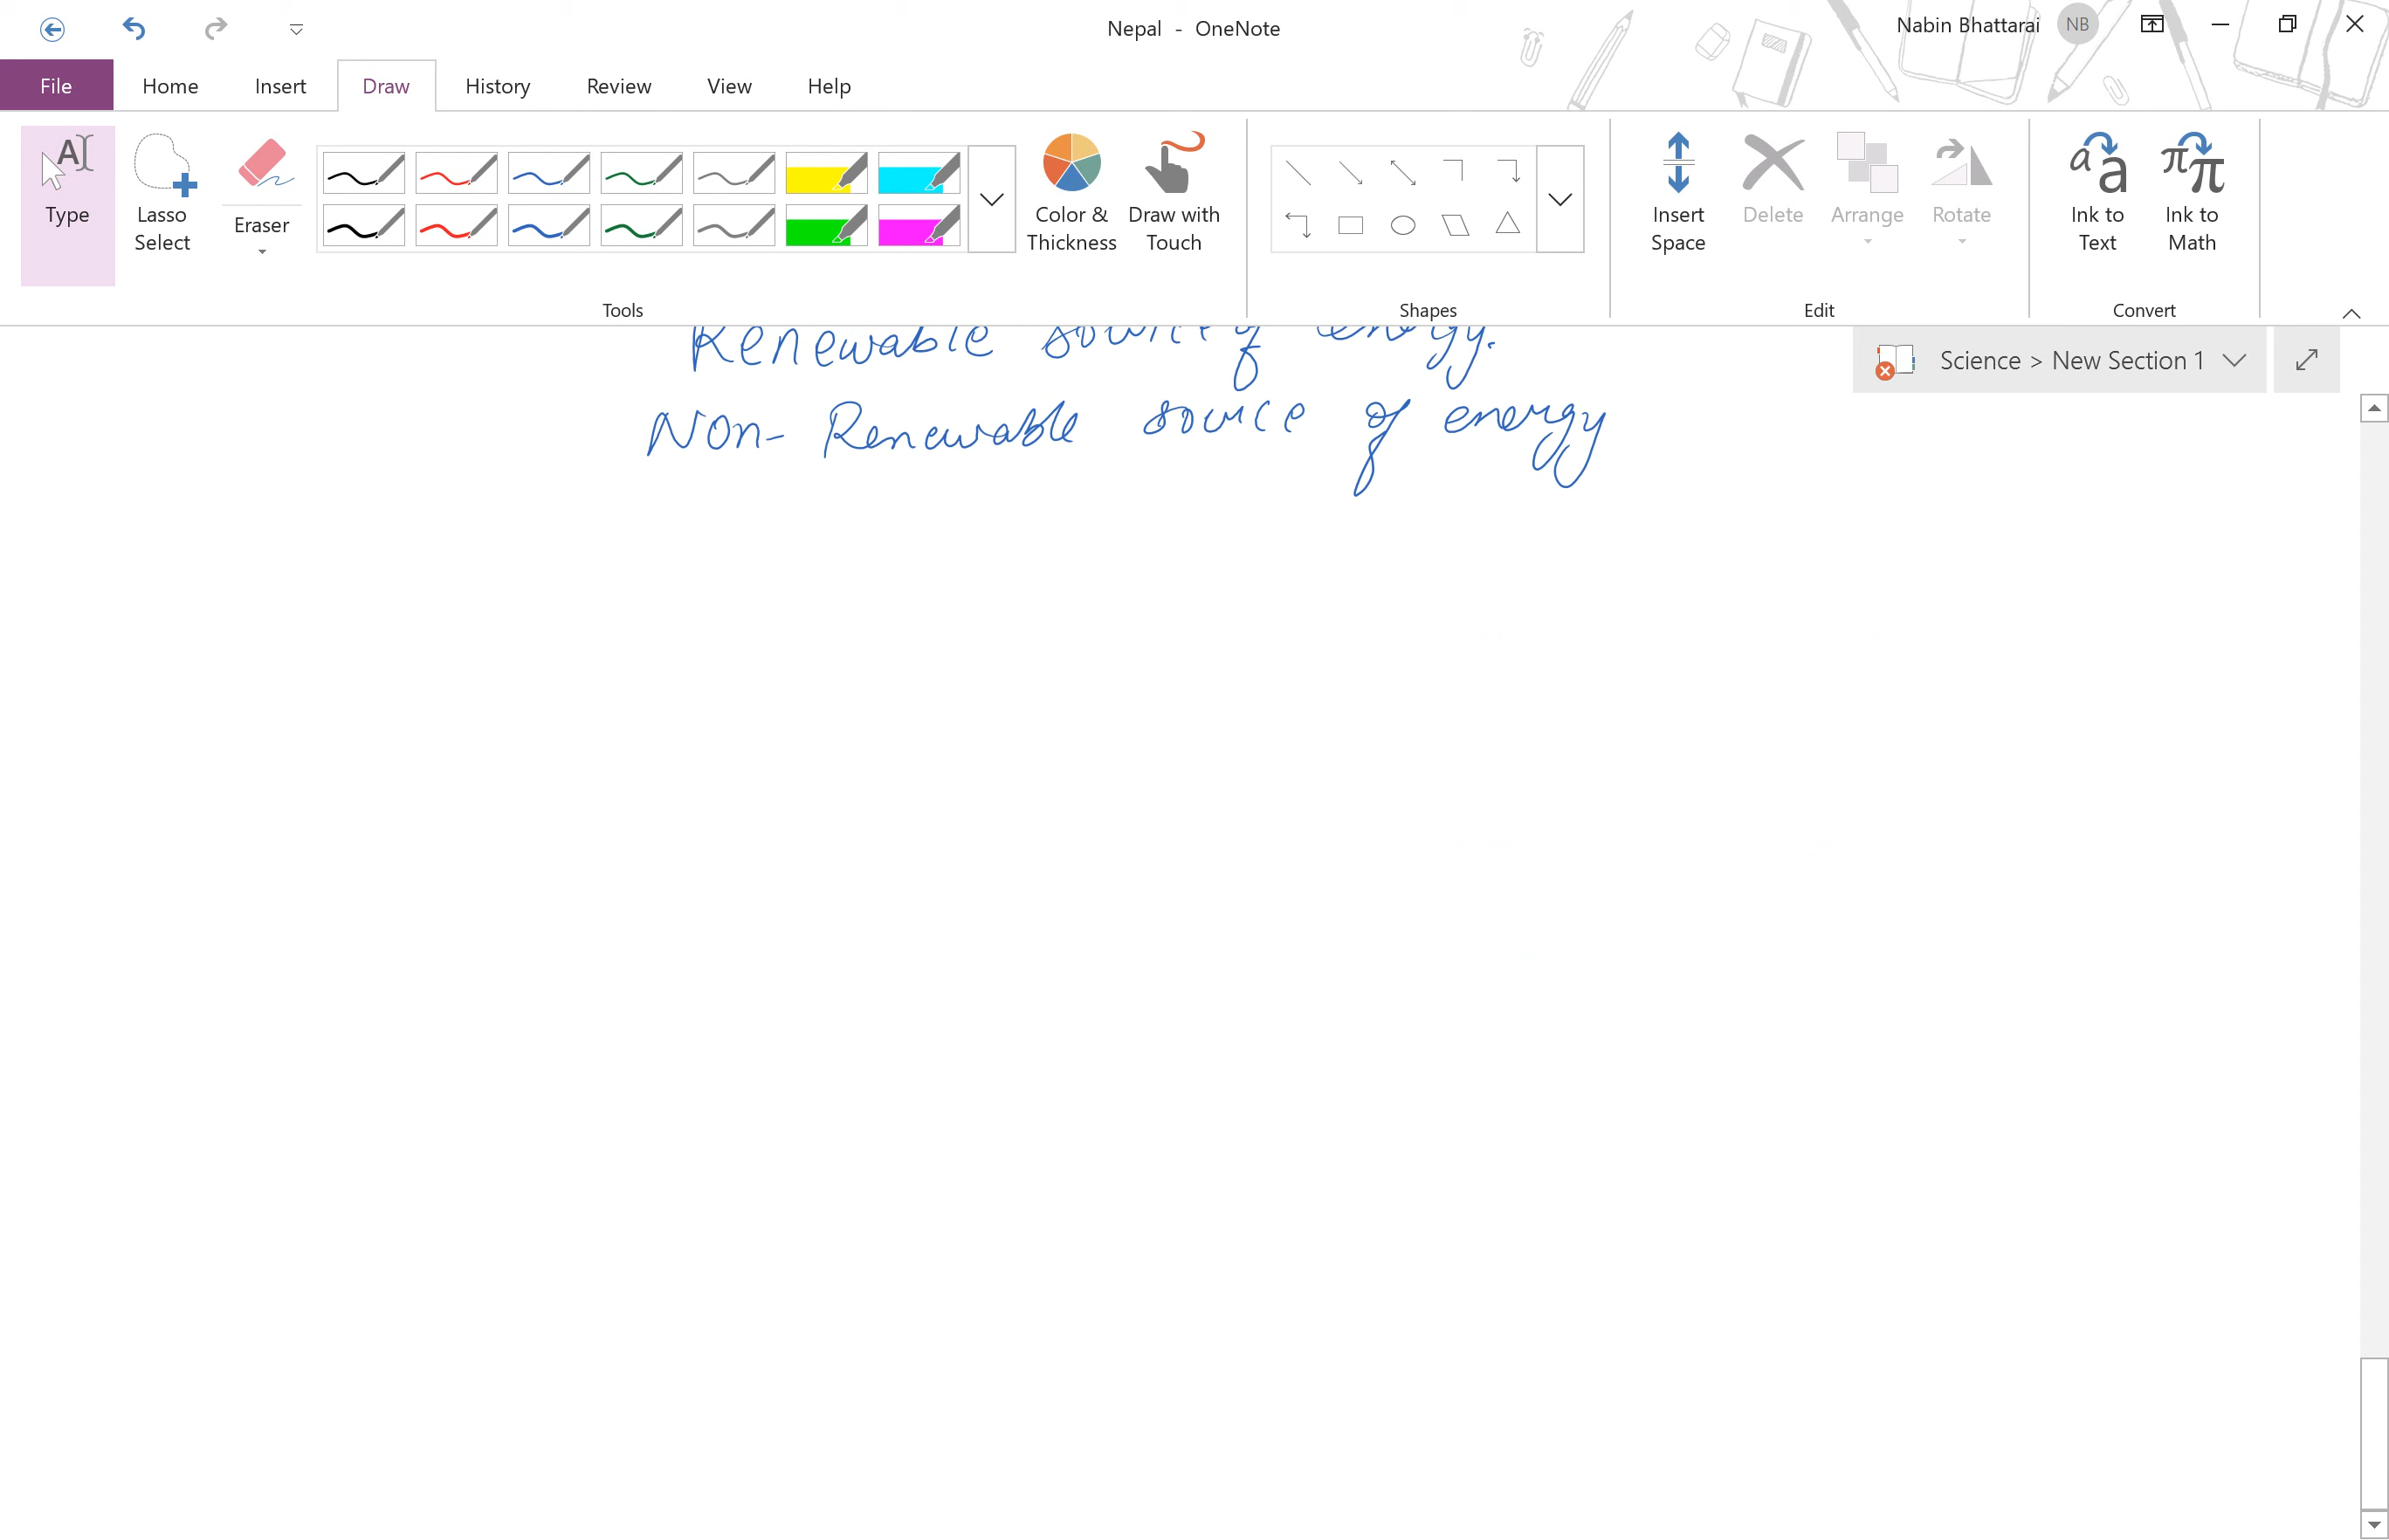 Nepal - OneNote
Nabin Bhattarai NB
File Home Insert Draw History Review View Help
Type
Lasso Select
Eraser
Color & Thickness
Draw with Touch
Insert Space
Delete
Arrange
Rotate
Ink to Text
Ink to Math
Tools Shapes Edit Convert
Renewable source of energy.
Science > New Section 1
Non-Renewable source of energy